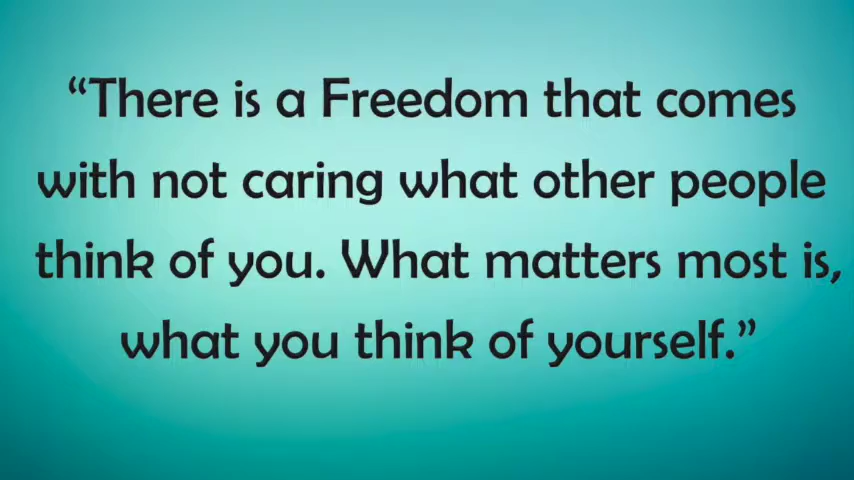 “There is a Freedom that comes
with not caring what other people
think of you. What matters most is,
what you think of yourself.”